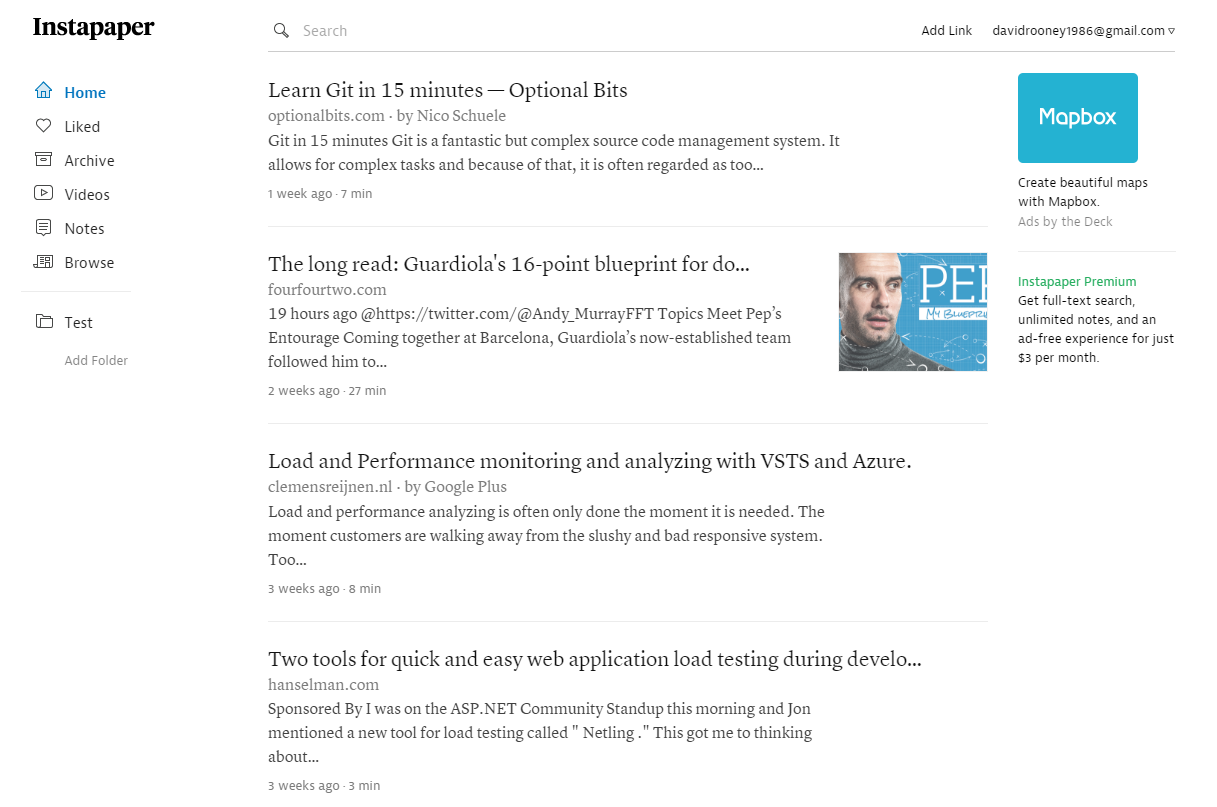 Instapaper
Search
Add Link
davidrooney1986@gmail.com
Home
Liked
Archive
Videos
Notes
Browse
Test
Add Folder
Learn Git in 15 minutes — Optional Bits
optionalbits.com · by Nico Schuele
Git in 15 minutes Git is a fantastic but complex source code management system. It
allows for complex tasks and because of that, it is often regarded as too...
1 week ago · 7 min
The long read: Guardiola's 16-point blueprint for do...
fourfourtwo.com
19 hours ago @https://twitter.com/@Andy_MurrayFFT Topics Meet Pep’s
Entourage Coming together at Barcelona, Guardiola’s now-established team
followed him to...
2 weeks ago · 27 min
PEP
My Blueprin
Load and Performance monitoring and analyzing with VSTS and Azure.
clemensreijnen.nl · by Google Plus
Load and performance analyzing is often only done the moment it is needed. The
moment customers are walking away from the slushy and bad responsive system.
Too...
3 weeks ago · 8 min
Two tools for quick and easy web application load testing during develo...
hanselman.com
Sponsored By I was on the ASP.NET Community Standup this morning and Jon
mentioned a new tool for load testing called " Netling ." This got me to thinking
about...
3 weeks ago · 3 min
Mapbox
Create beautiful maps
with Mapbox.
Ads by the Deck
Instapaper Premium
Get full-text search,
unlimited notes, and an
ad-free experience for just
$3 per month.